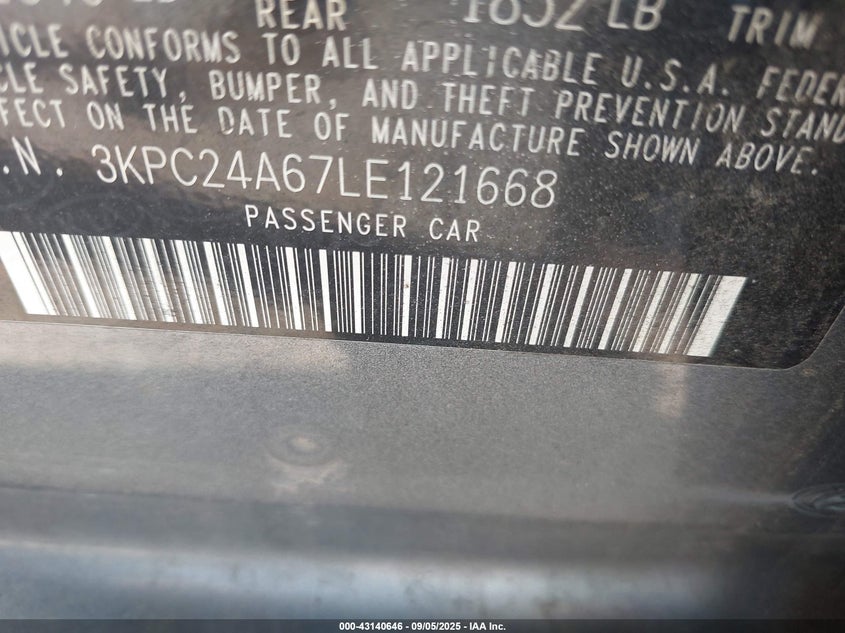 REAR 1852 LB TRIM
ICLE CONFORMS TO ALL APPLICABLE U.S.A. FEDER
CLE SAFETY, BUMPER, AND THEFT PREVENTION STAND
FECT ON THE DATE OF MANUFACTURE SHOWN ABOVE.
.N. 3KPC24A67LE121668
PASSENGER CAR
000-43140646 - 09/05/2025 - IAA Inc.